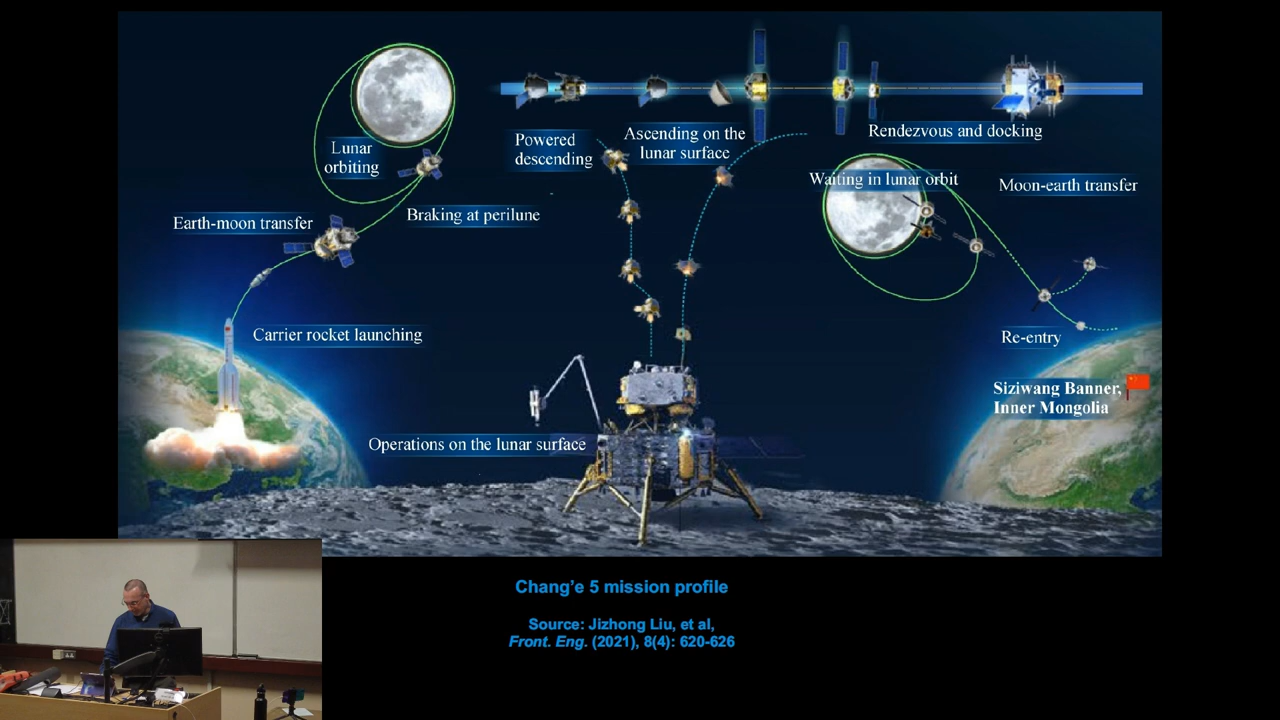 Lunar
orbiting
Powered
descending
Ascending on the
lunar surface
Rendezvous and docking
Waiting in lunar orbit
Moon-earth transfer
Earth-moon transfer
Braking at perilune
Carrier rocket launching
Re-entry
Siziwang Banner,
Inner Mongolia
Operations on the lunar surface
Chang’e 5 mission profile
Source: Jizhong Liu, et al,
Front. Eng. (2021), 8(4): 620-626